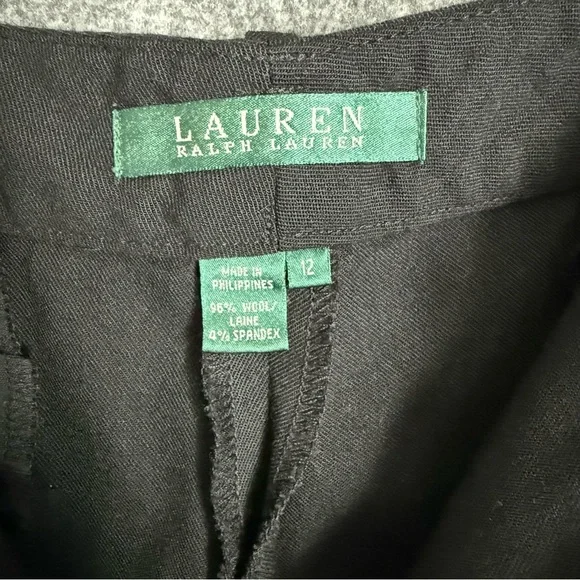 LAUREN
RALPH LAUREN
MADE IN
PHILIPPINES
96% WOOL/
LAINE
4% SPANDEX
12